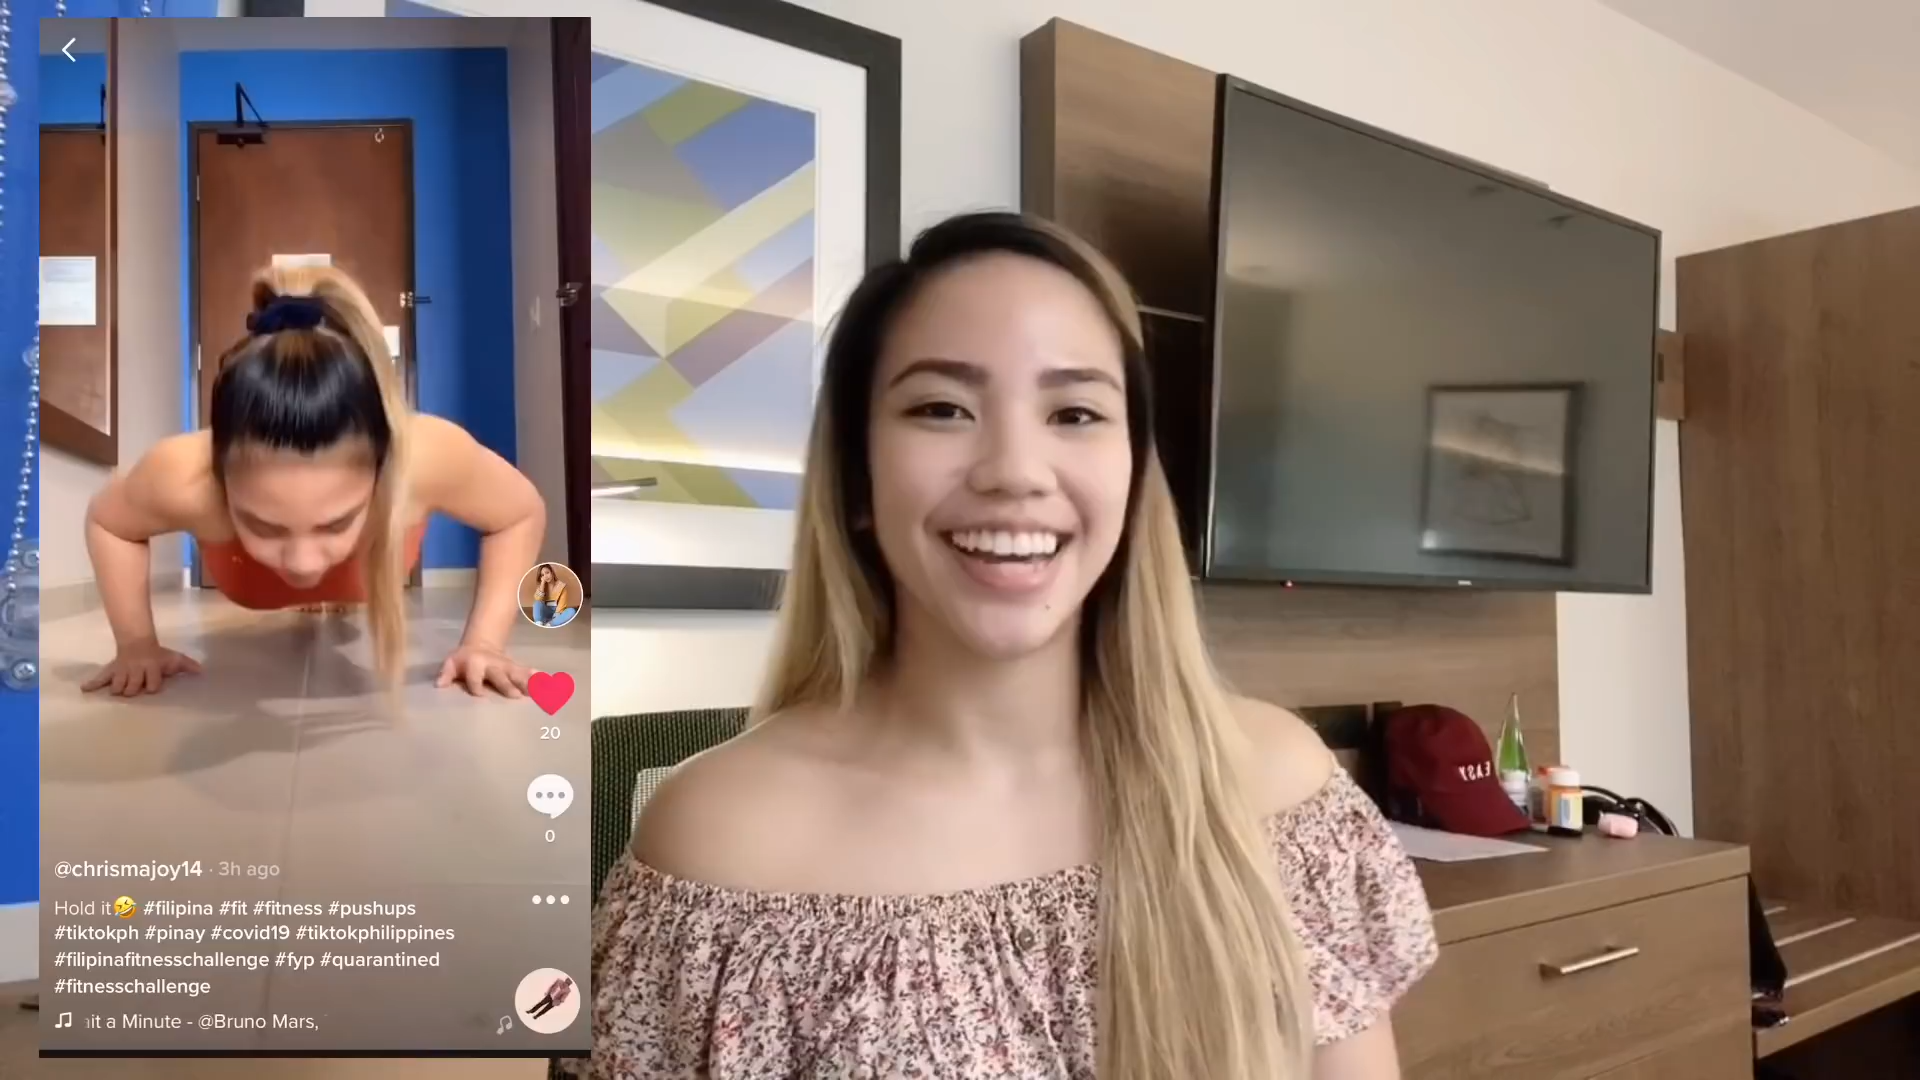 @chrismajoy14 · 3h ago
Hold it🤣 #filipina #fit #fitness #pushups
#tiktokph #pinay #covid19 #tiktokphilippines
#filipinafitnesschallenge #fyp #quarantined
#fitnesschallenge
ait a Minute - @Bruno Mars,
20
0
EASY